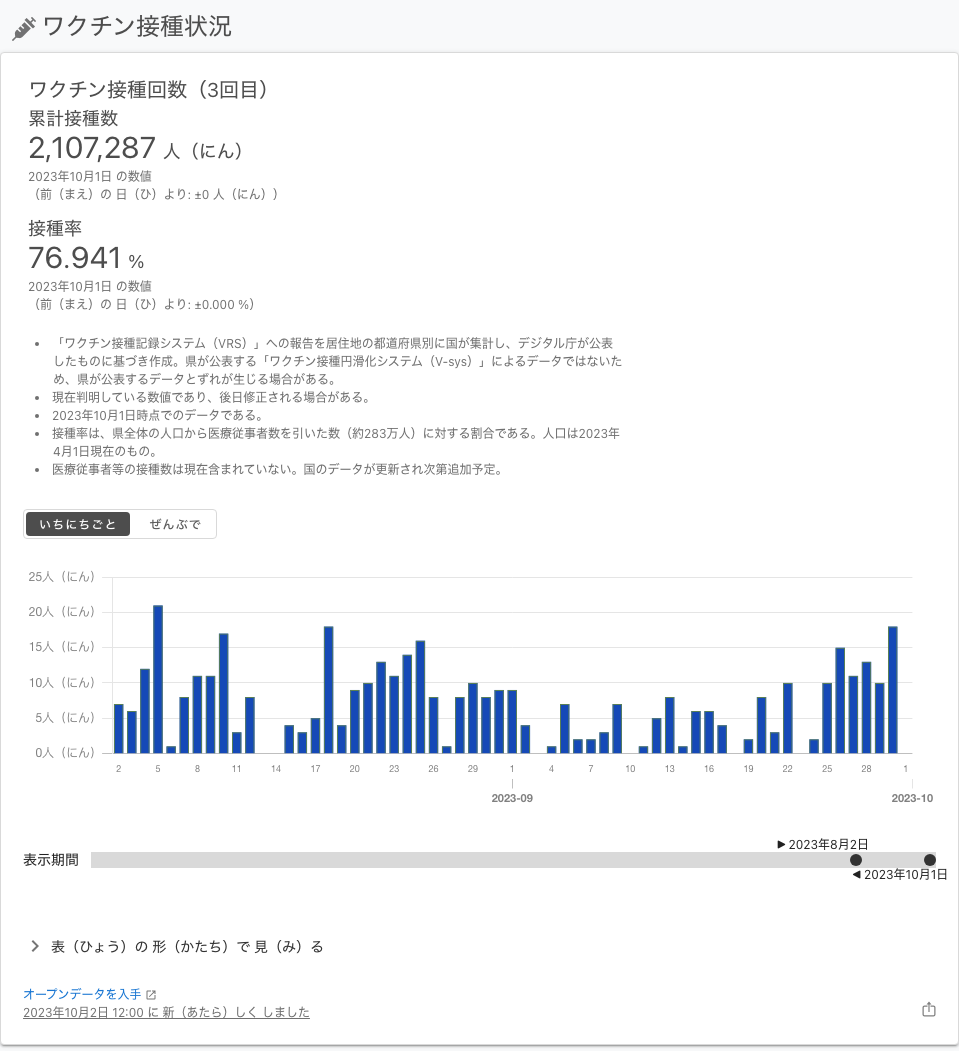 ワクチン接種状況
ワクチン接種回数（3回目）
累計接種数
2,107,287 人（にん）
2023年10月1日 の数値
（前（まえ）の 日（ひ）より: ±0 人（にん））
接種率
76.941 %
2023年10月1日 の数値
（前（まえ）の 日（ひ）より: ±0.000 %）
• 「ワクチン接種記録システム（VRS）」への報告を居住地の都道府県別に国が集計し、デジタル庁が公表
したものに基づき作成。県が公表する「ワクチン接種円滑化システム（V-sys）」によるデータではないた
め、県が公表するデータとずれが生じる場合がある。
• 現在判明している数値であり、後日修正される場合がある。
• 2023年10月1日時点でのデータである。
• 接種率は、県全体の人口から医療従事者数を引いた数（約283万人）に対する割合である。人口は2023年
4月1日現在のもの。
• 医療従事者等の接種数は現在含まれていない。国のデータが更新され次第追加予定。
いちにちごと ぜんぶで
25人（にん）
20人（にん）
15人（にん）
10人（にん）
5人（にん）
0人（にん）
2 5 8 11 14 17 20 23 26 29 1 4 7 10 13 16 19 22 25 28 1
2023-09 2023-10
▶ 2023年8月2日
表示期間
◀ 2023年10月1日
表（ひょう）の 形（かたち）で 見（み）る
オープンデータを入手
2023年10月2日 12:00 に 新（あたら）しく しました